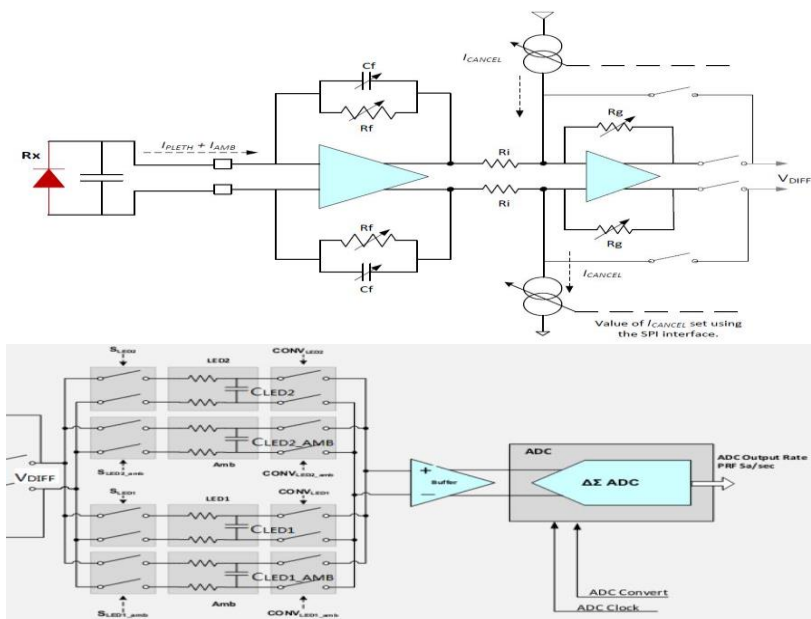 ICANCEL
Cf
Rf
IPLETH + IAMB
Rx
Ri
Rg
VDIFF
Ri
Rf
Rg
Cf
ICANCEL
Value of ICANCEL set using
the SPI interface.
SLED2
LED2
CONVLED2
CLED2
CLED2_AMB
SLED2_amb
Amb
CONVLED2_amb
VDIFF
SLED1
LED1
CONVLED1
CLED1
CLED1_AMB
SLED1_amb
Amb
CONVLED1_amb
+
Buffer
−
ADC
ΔΣ ADC
ADC Output Rate
PRF Sa/sec
ADC Convert
ADC Clock